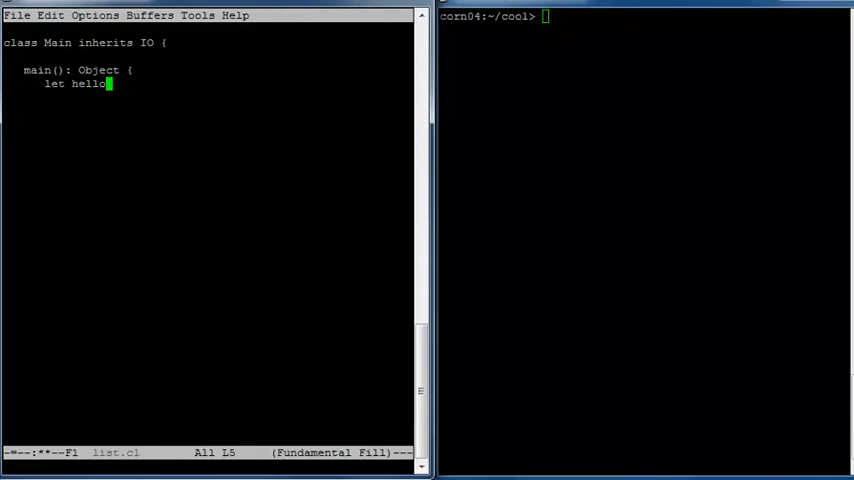 File Edit Options Buffers Tools Help
class Main inherits IO {
main(): Object {
let hello
-=--:**--F1 list.cl All L5 (Fundamental Fill)---
corn04:~/cool>